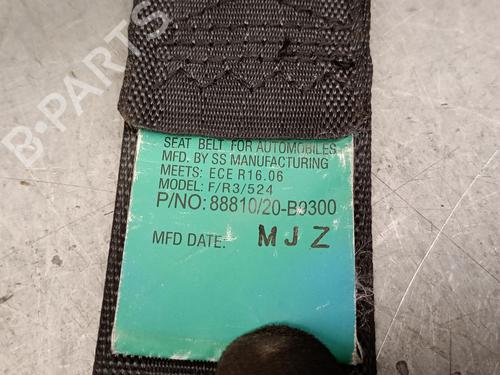 SEAT BELT FOR AUTOMOBILES
MFD. BY SS MANUFACTURING
MEETS: ECE R16.06
MODEL: F/R3/524
P/NO: 88810/20-B9300
MFD DATE: MJZ
B-PARTS